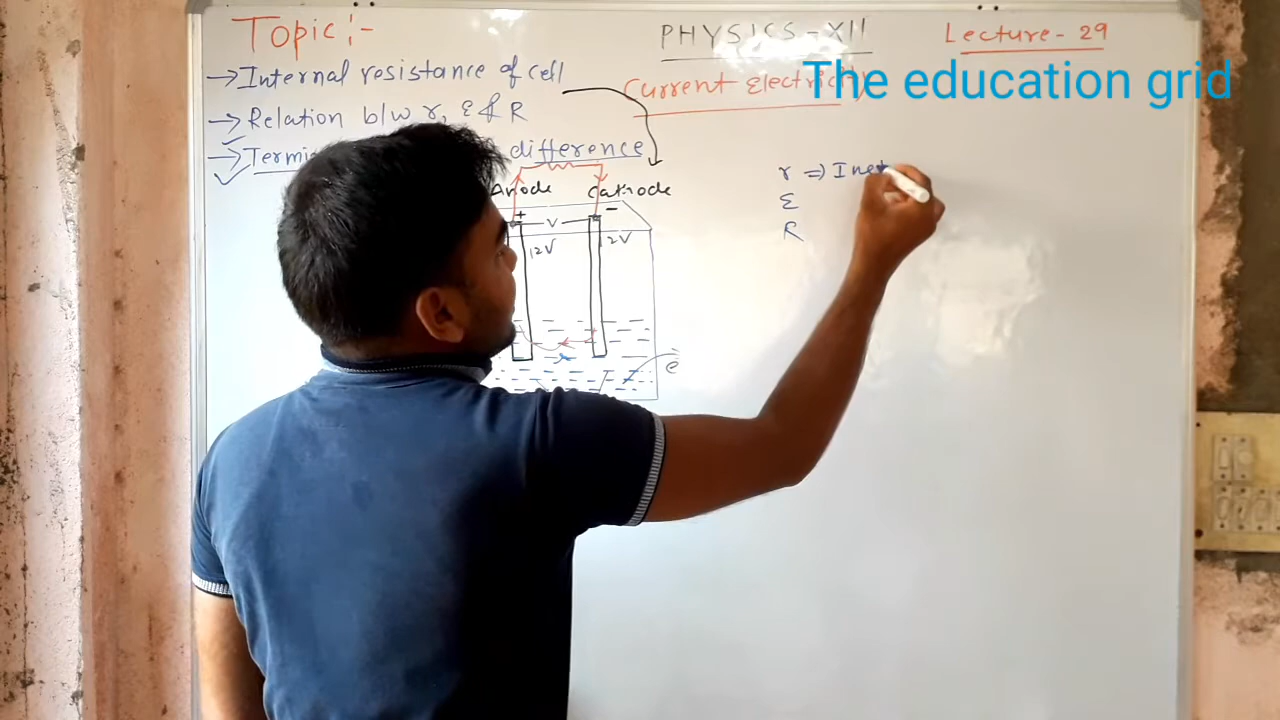 Topic :-
PHYSICS - XII
Lecture - 29
→ Internal resistance of cell
Current Electricity
The education grid
→ Relation b/w r, ε & R
→ difference
r ⇒ Inet
ε
R
Anode
Cathode
+
-
V
12V
12V
r
e